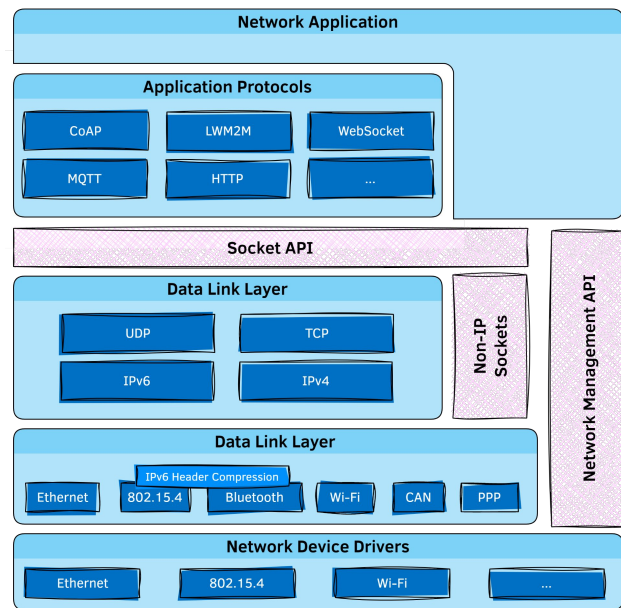 Network Application
Application Protocols
CoAP
LWM2M
WebSocket
MQTT
HTTP
...
Socket API
Data Link Layer
UDP
TCP
IPv6
IPv4
Non-IP
Sockets
Network Management API
Data Link Layer
IPv6 Header Compression
Ethernet
802.15.4
Bluetooth
Wi-Fi
CAN
PPP
Network Device Drivers
Ethernet
802.15.4
Wi-Fi
...